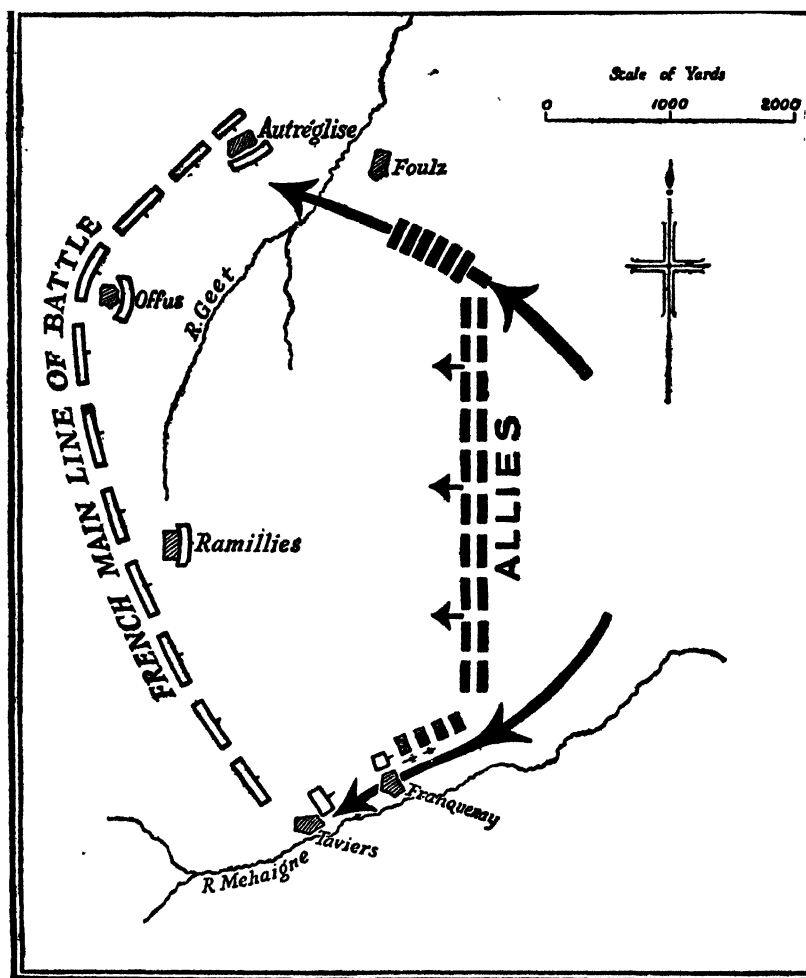 Scale of Yards
0 1000 2000
Autréglise
Foulz
Offus
R. Geet
FRENCH MAIN LINE OF BATTLE
ALLIES
Ramillies
Franquenay
Taviers
R Mehaigne